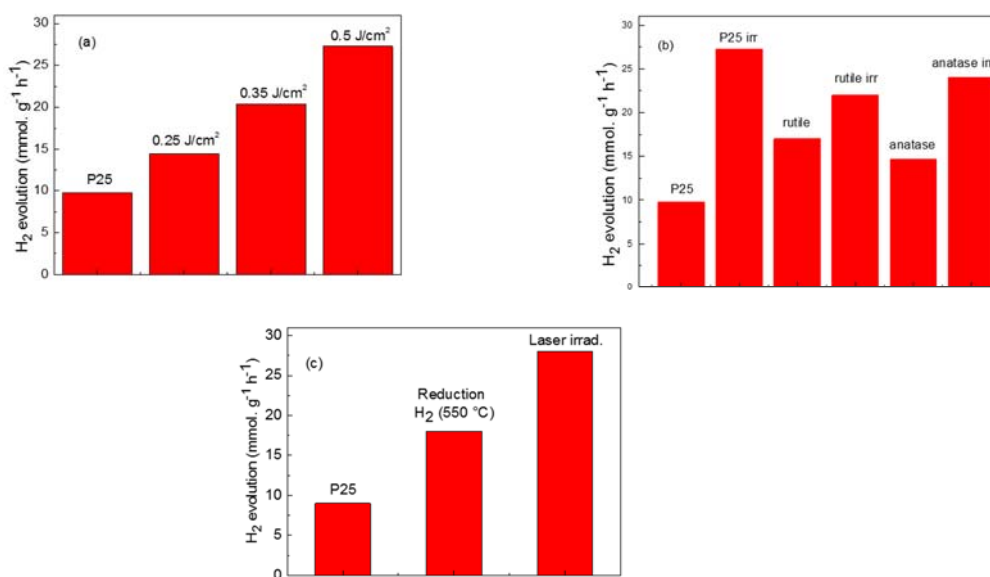 (a)
H₂ evolution (mmol. g⁻¹ h⁻¹)
30
25
20
15
10
5
0
P25
0.25 J/cm²
0.35 J/cm²
0.5 J/cm²
(b)
H₂ evolution (mmol. g⁻¹ h⁻¹)
30
25
20
15
10
5
0
P25
P25 irr
rutile
rutile irr
anatase
anatase
(c)
H₂ evolution (mmol. g⁻¹ h⁻¹)
30
25
20
15
10
5
0
P25
Reduction
H₂ (550 °C)
Laser irrad.